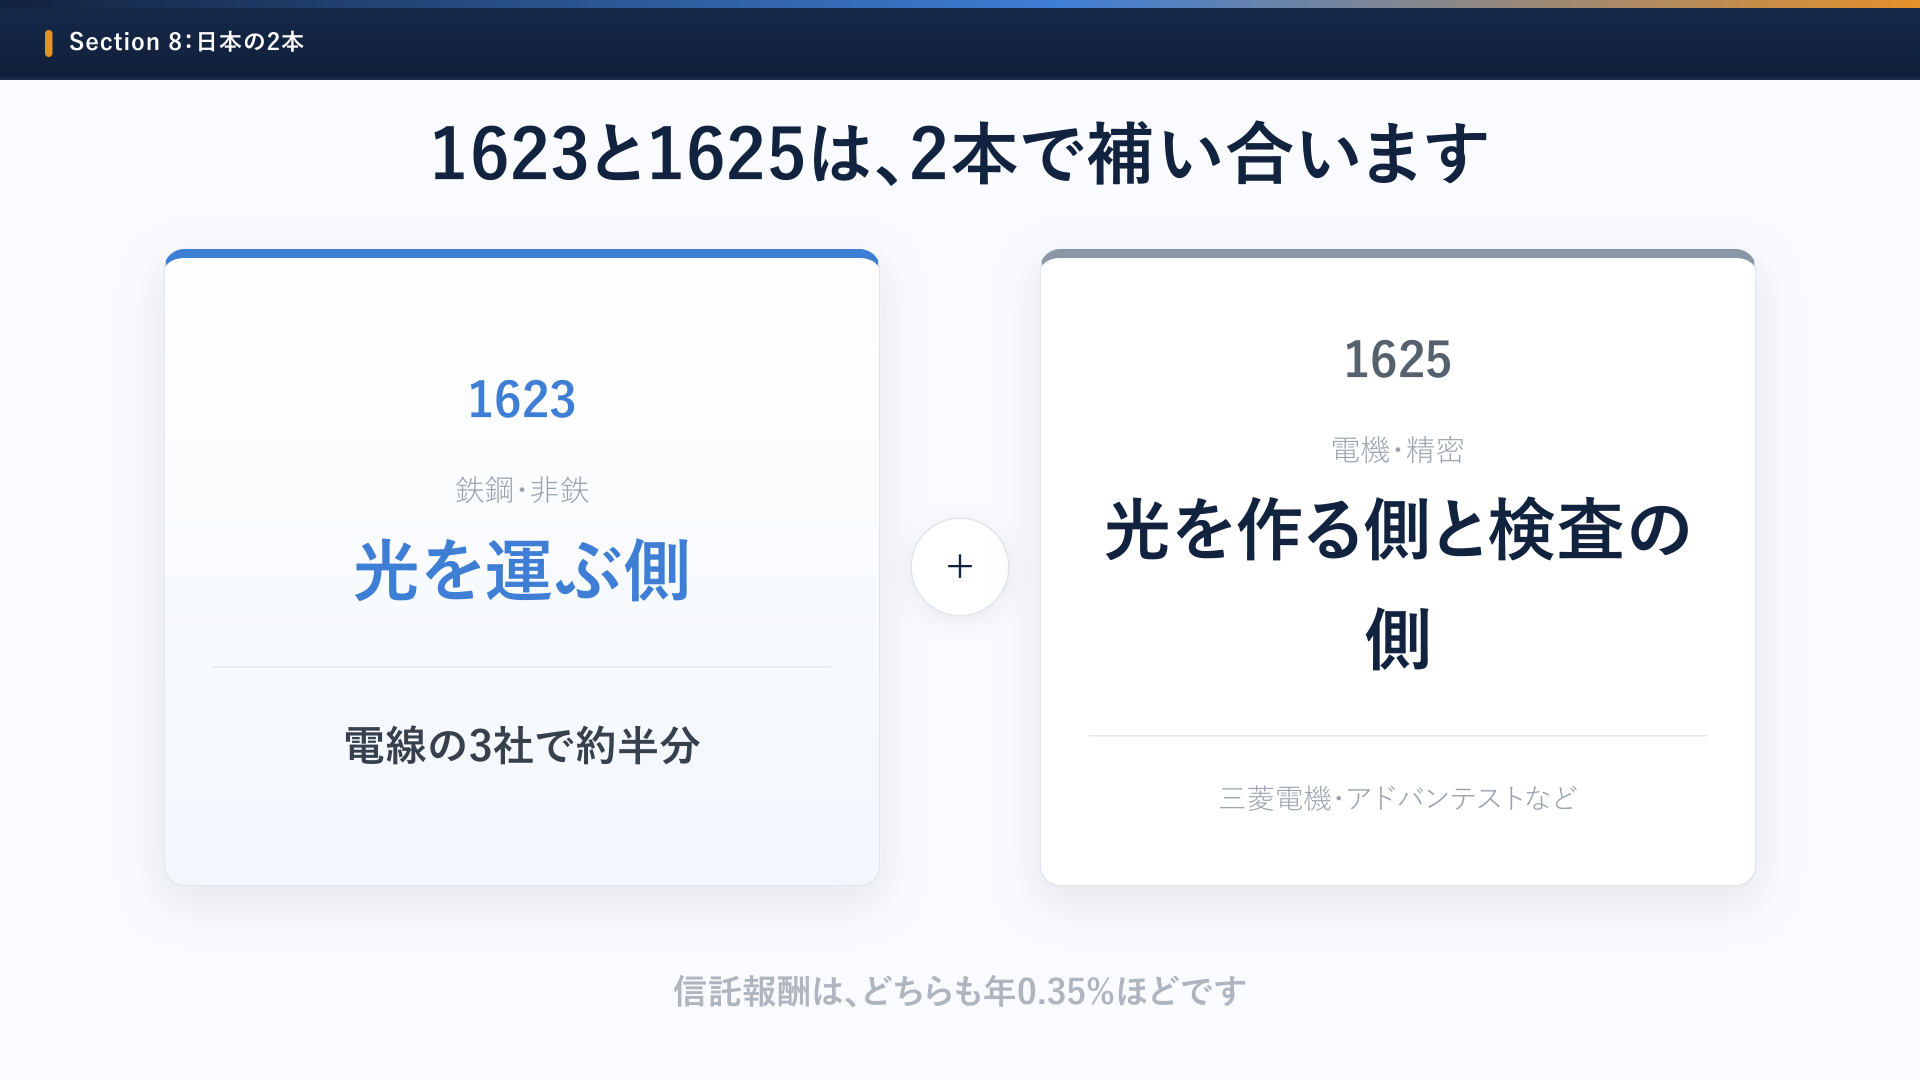 Section 8：日本の2本
1623と1625は、2本で補い合います
1623
鉄鋼・非鉄
光を運ぶ側
電線の3社で約半分
＋
1625
電機・精密
光を作る側と検査の
側
三菱電機・アドバンテストなど
信託報酬は、どちらも年0.35%ほどです